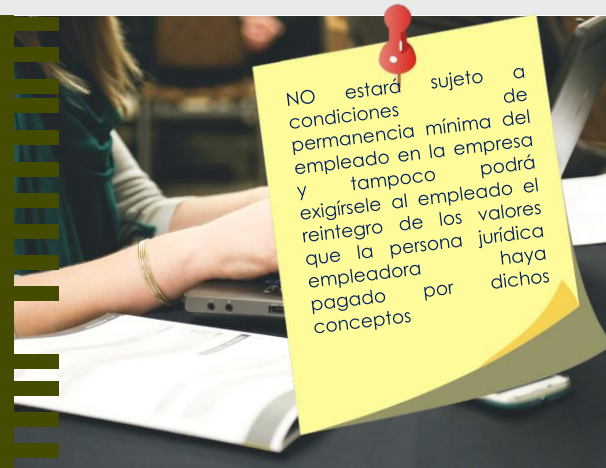 NO estará sujeto a
condiciones de
permanencia mínima del
empleado en la empresa
y tampoco podrá
exigírsele al empleado el
reintegro de los valores
que la persona jurídica
empleadora haya
pagado por dichos
conceptos